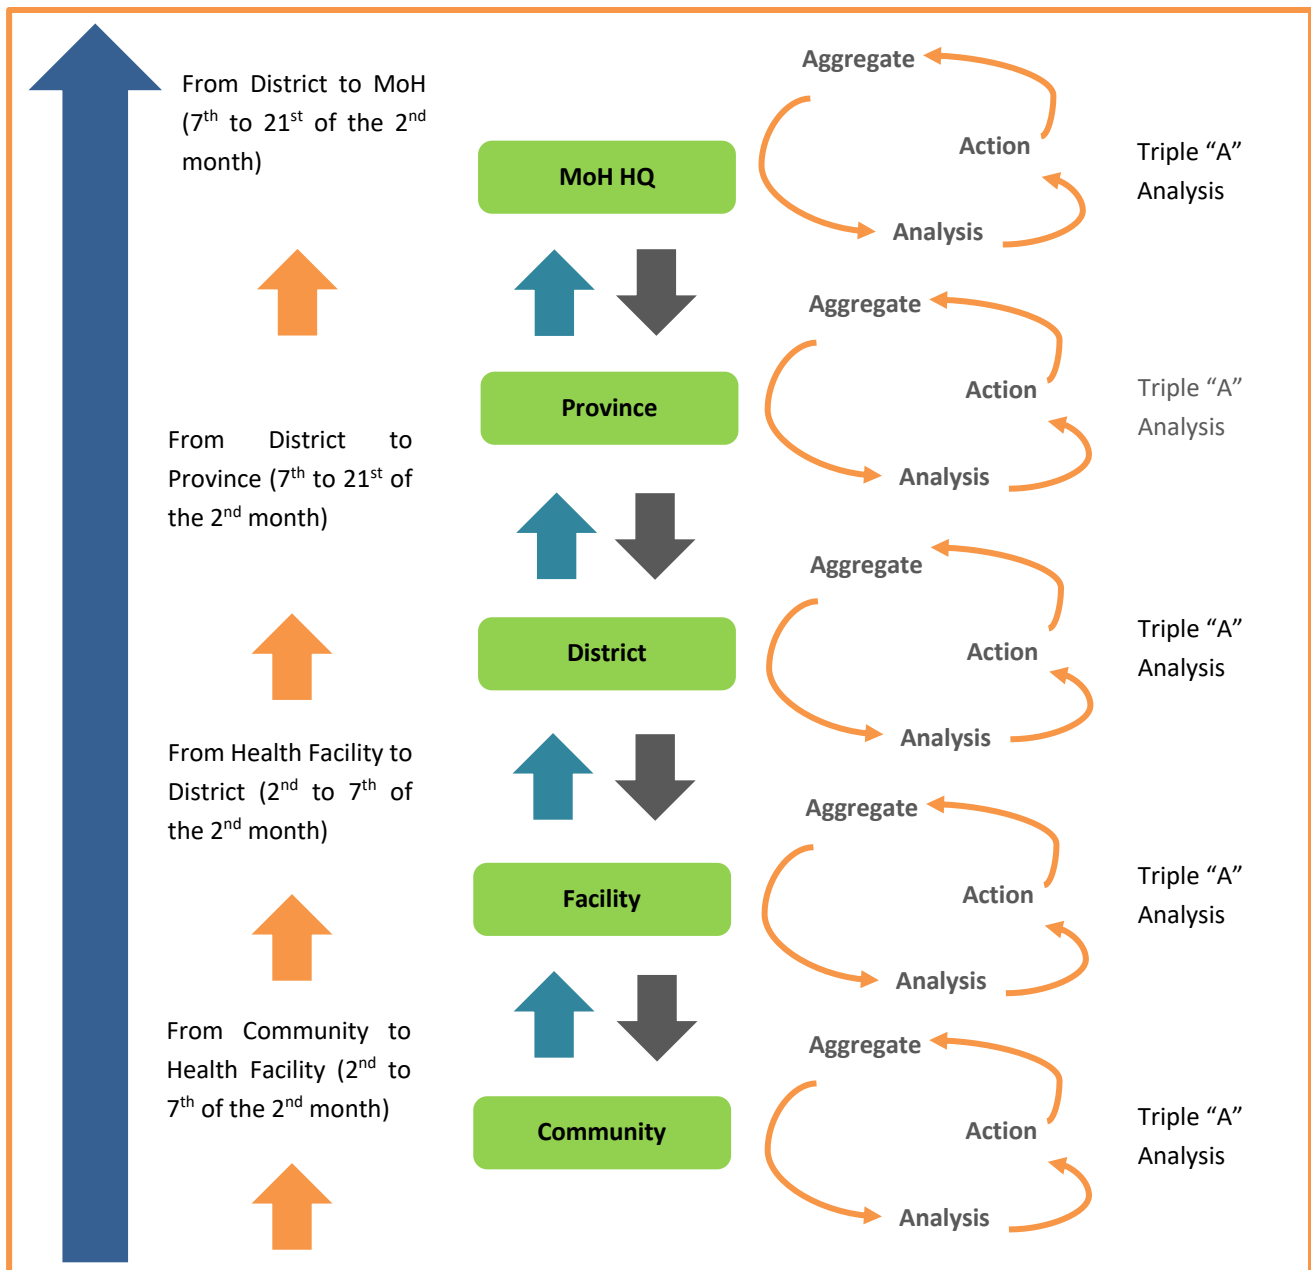 From District to MoH
(7th to 21st of the 2nd
month)
MoH HQ
Aggregate
Action
Analysis
Triple “A”
Analysis
From District to
Province (7th to 21st of
the 2nd month)
Province
Aggregate
Action
Analysis
Triple “A”
Analysis
District
Aggregate
Action
Analysis
Triple “A”
Analysis
From Health Facility to
District (2nd to 7th of
the 2nd month)
Facility
Aggregate
Action
Analysis
Triple “A”
Analysis
From Community to
Health Facility (2nd to
7th of the 2nd month)
Community
Aggregate
Action
Analysis
Triple “A”
Analysis